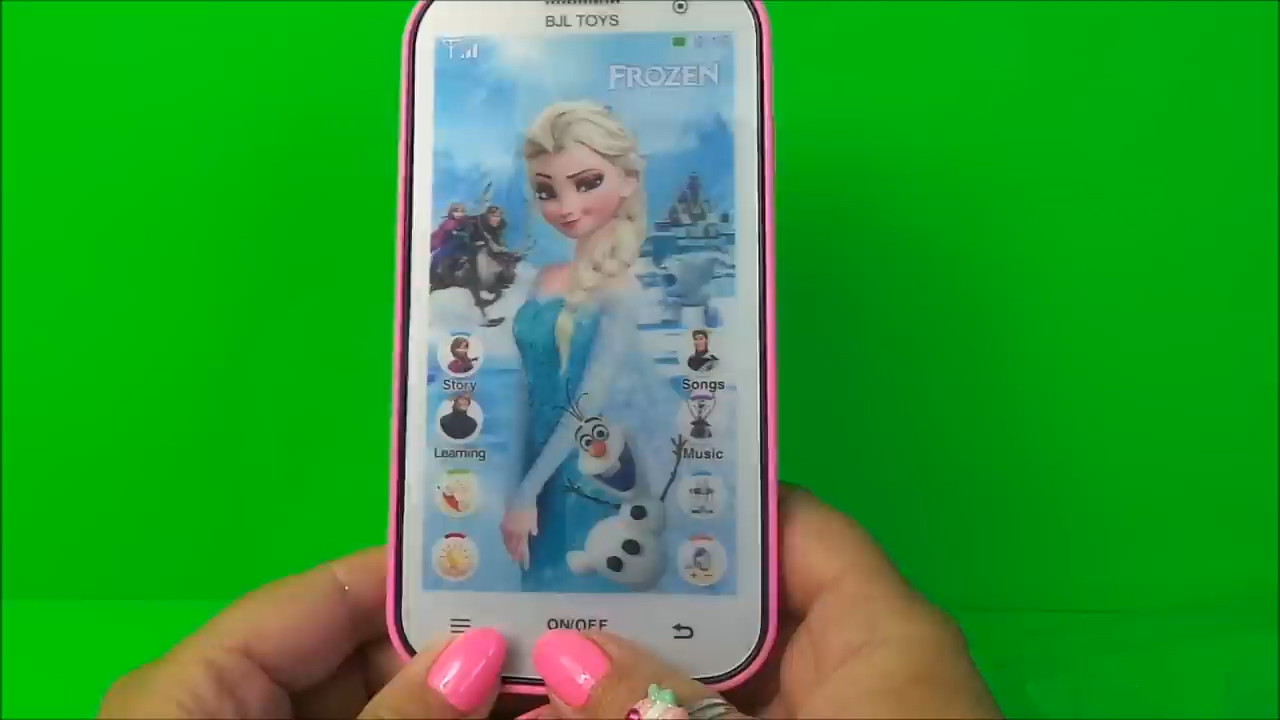 BJL TOYS
FROZEN
Story
Songs
Learning
Music
ON/OFF